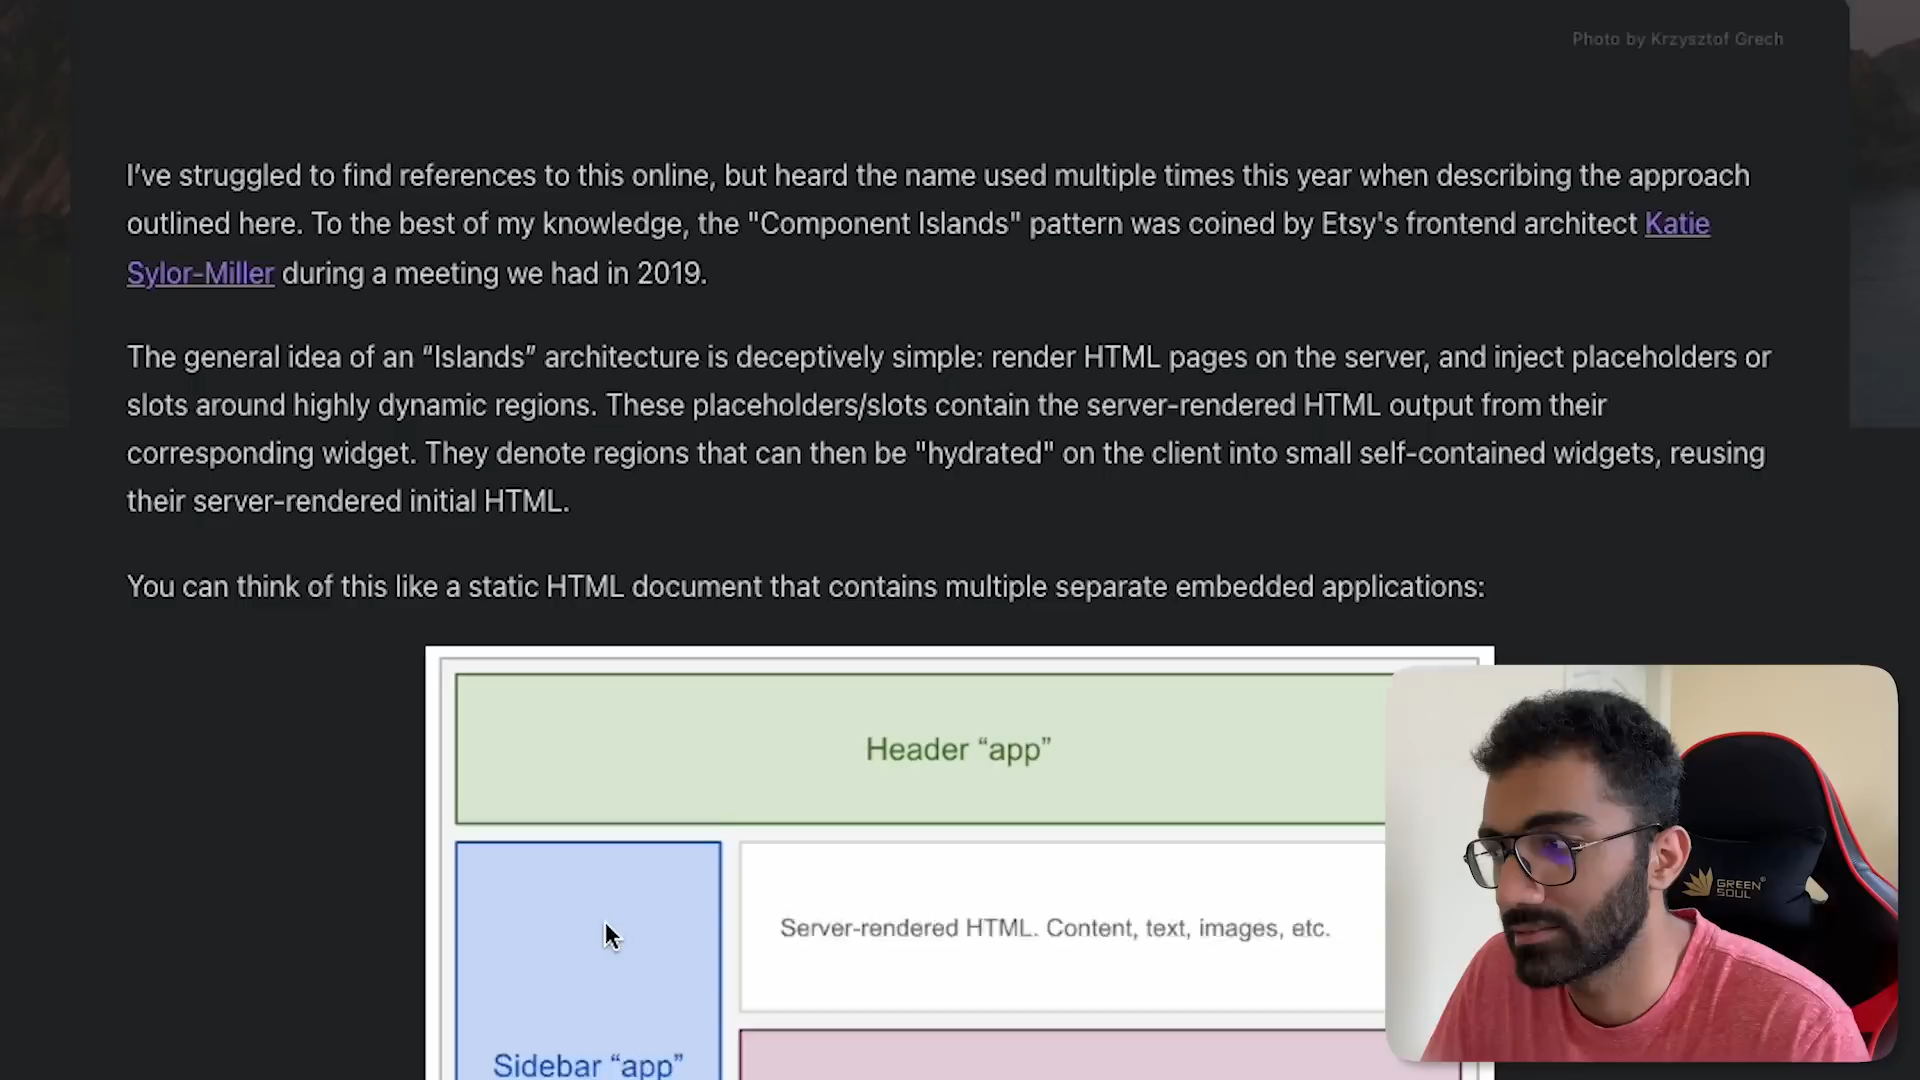 Photo by Krzysztof Grech
I’ve struggled to find references to this online, but heard the name used multiple times this year when describing the approach
outlined here. To the best of my knowledge, the "Component Islands" pattern was coined by Etsy's frontend architect Katie
Sylor-Miller during a meeting we had in 2019.
The general idea of an “Islands” architecture is deceptively simple: render HTML pages on the server, and inject placeholders or
slots around highly dynamic regions. These placeholders/slots contain the server-rendered HTML output from their
corresponding widget. They denote regions that can then be "hydrated" on the client into small self-contained widgets, reusing
their server-rendered initial HTML.
You can think of this like a static HTML document that contains multiple separate embedded applications:
Header “app”
Server-rendered HTML. Content, text, images, etc.
Sidebar “app”
GREEN
SOUL